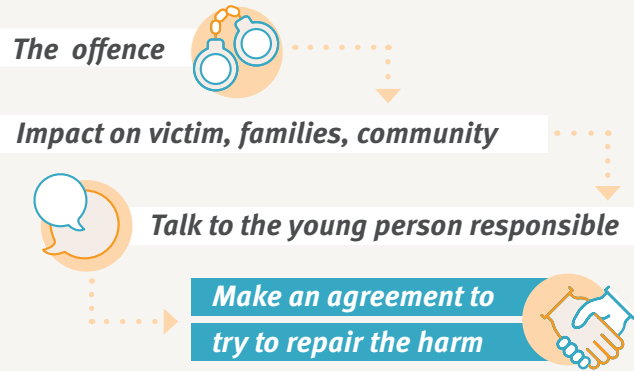 The offence
Impact on victim, families, community
Talk to the young person responsible
Make an agreement to
try to repair the harm